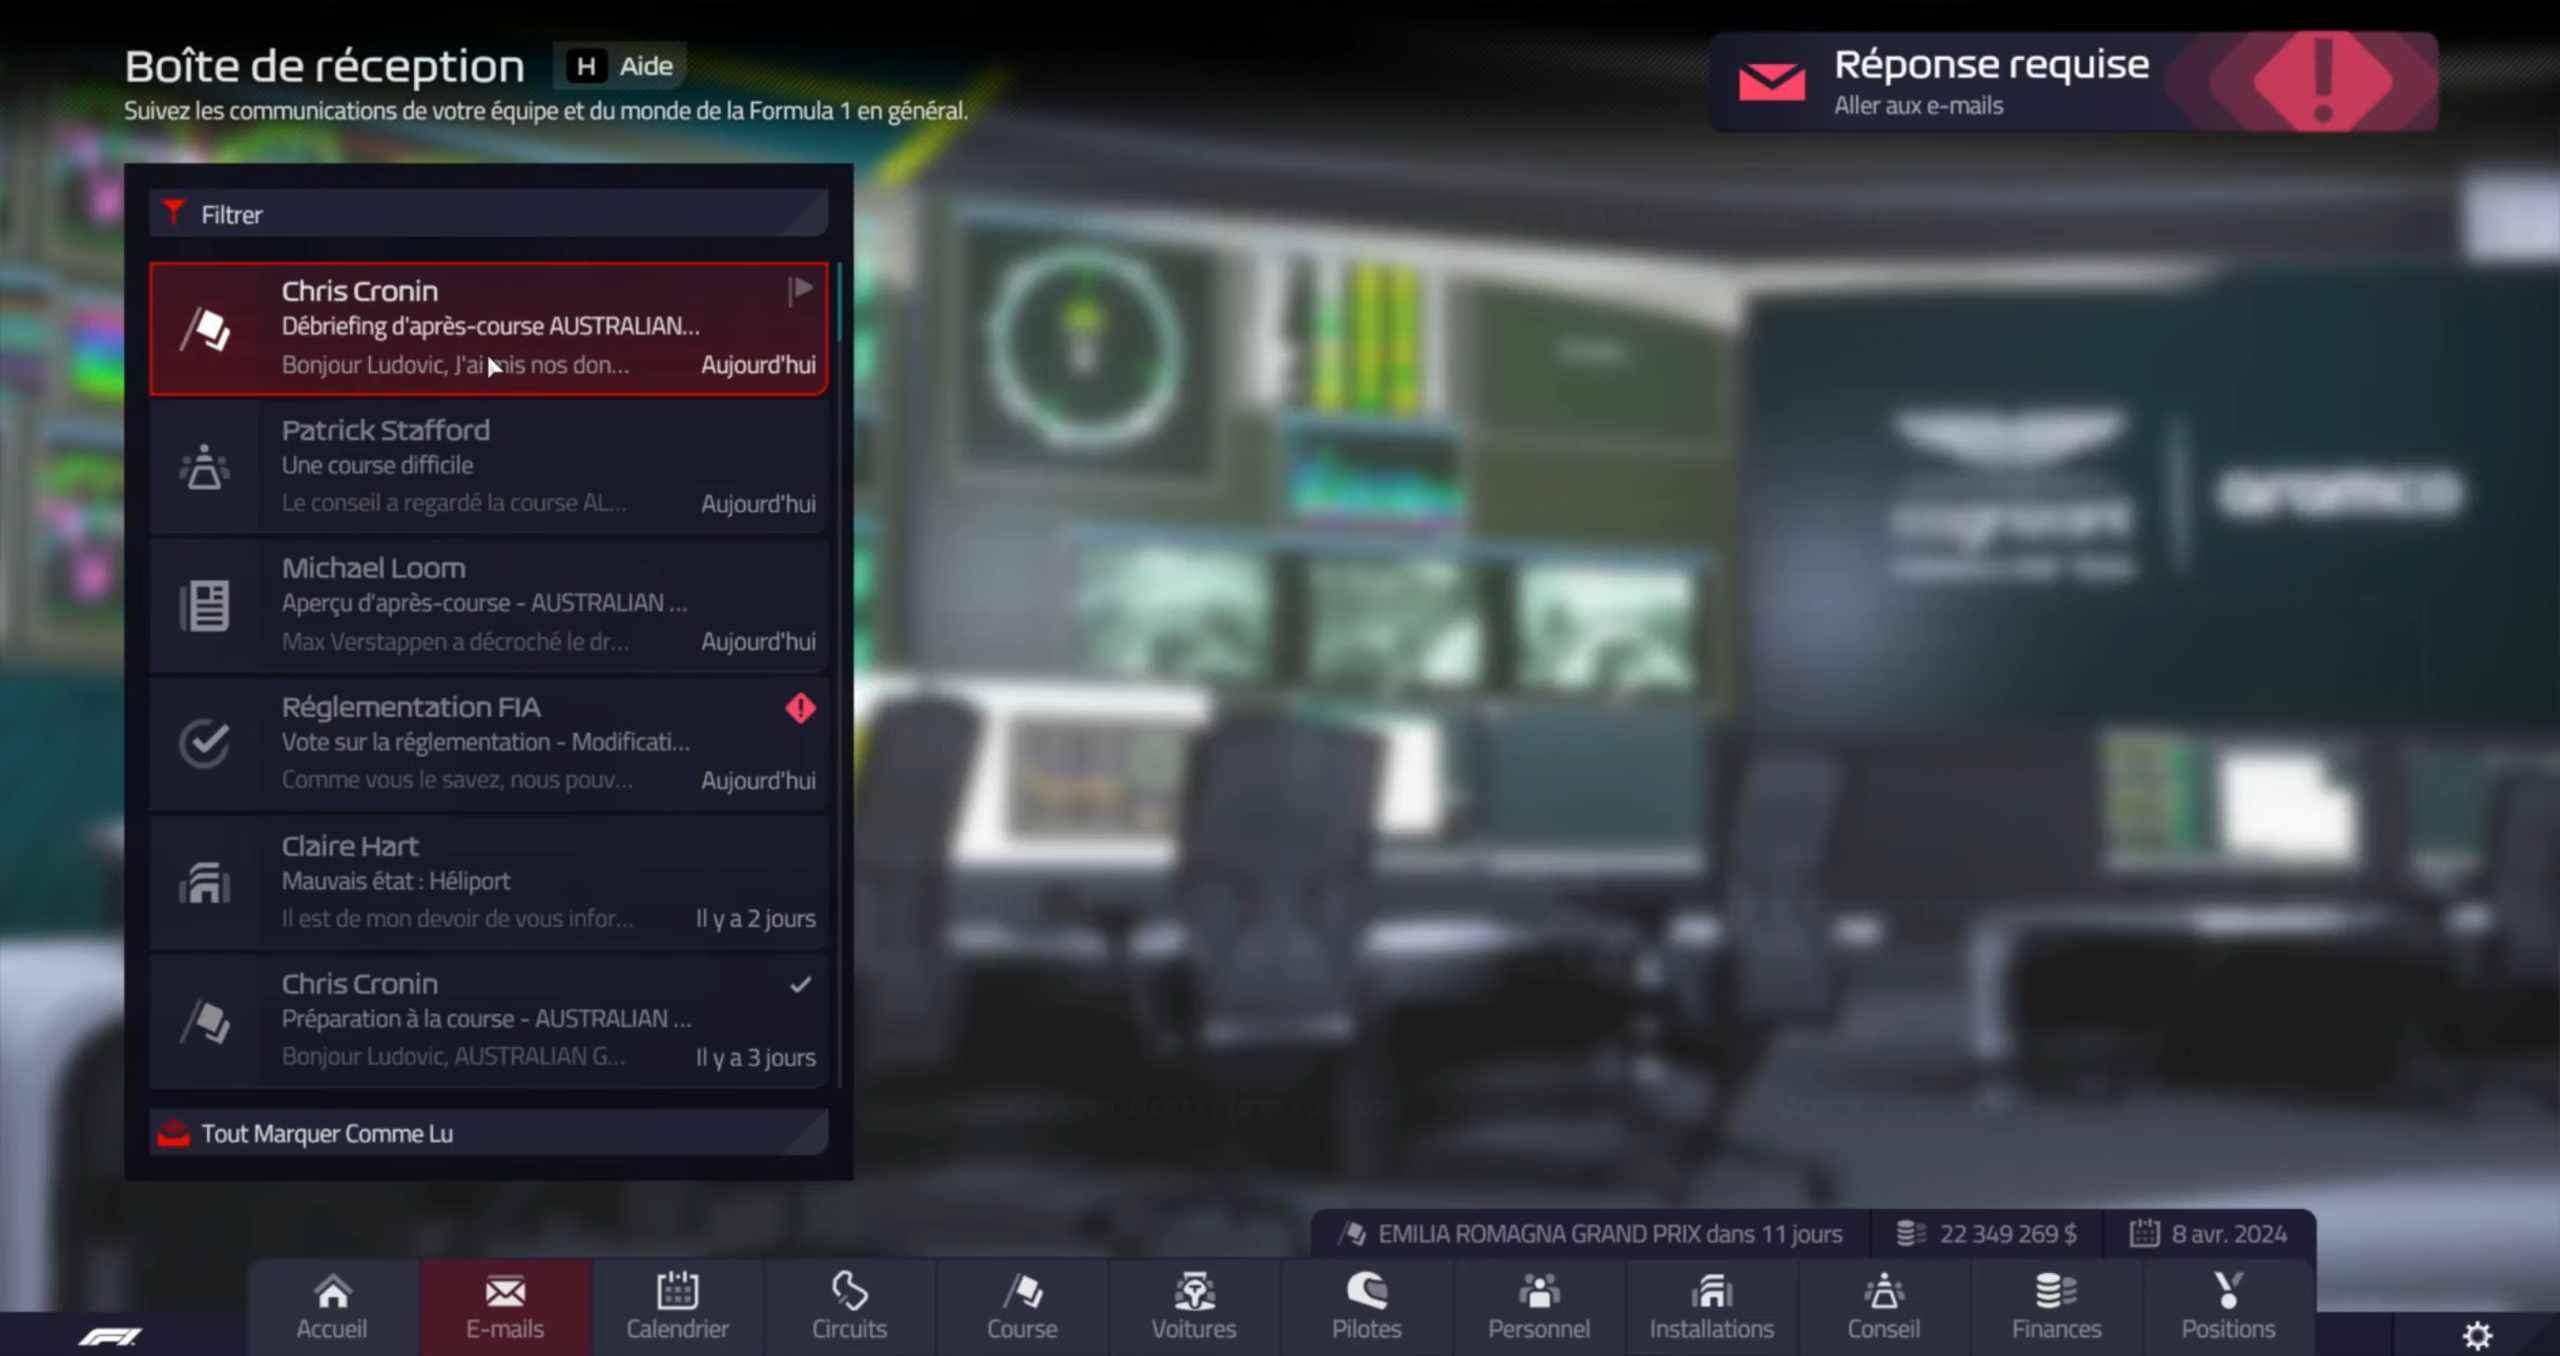 Boîte de réception
H Aide
Suivez les communications de votre équipe et du monde de la Formula 1 en général.
Réponse requise
Aller aux e-mails
Filtrer
Chris Cronin
Débriefing d'après-course AUSTRALIAN...
Bonjour Ludovic, J'ai mis nos don... Aujourd'hui
Patrick Stafford
Une course difficile
Le conseil a regardé la course AL... Aujourd'hui
Michael Loom
Aperçu d'après-course - AUSTRALIAN ...
Max Verstappen a décroché le dr... Aujourd'hui
Réglementation FIA
Vote sur la réglementation - Modificati...
Comme vous le savez, nous pouv... Aujourd'hui
Claire Hart
Mauvais état : Héliport
Il est de mon devoir de vous infor... Il y a 2 jours
Chris Cronin
Préparation à la course - AUSTRALIAN ...
Bonjour Ludovic, AUSTRALIAN G... Il y a 3 jours
Tout Marquer Comme Lu
cognizant
aramco
EMILIA ROMAGNA GRAND PRIX dans 11 jours 22 349 269 $ 8 avr. 2024
Accueil E-mails Calendrier Circuits Course Voitures Pilotes Personnel Installations Conseil Finances Positions